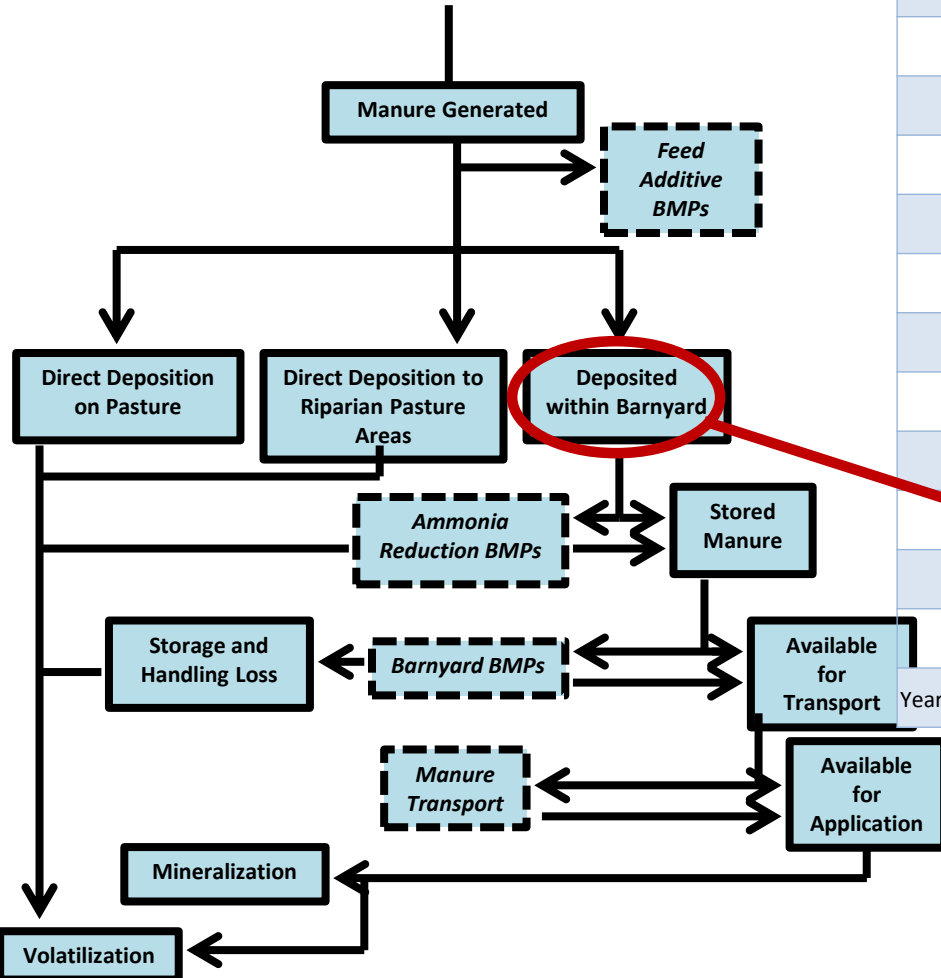 Manure Generated
Feed
Additive
BMPs
Direct Deposition
on Pasture
Direct Deposition to
Riparian Pasture
Areas
Deposited
within Barnyard
Ammonia
Reduction BMPs
Stored
Manure
Storage and
Handling Loss
Barnyard BMPs
Available
for
Transport
Year
Manure
Transport
Available
for
Application
Mineralization
Volatilization